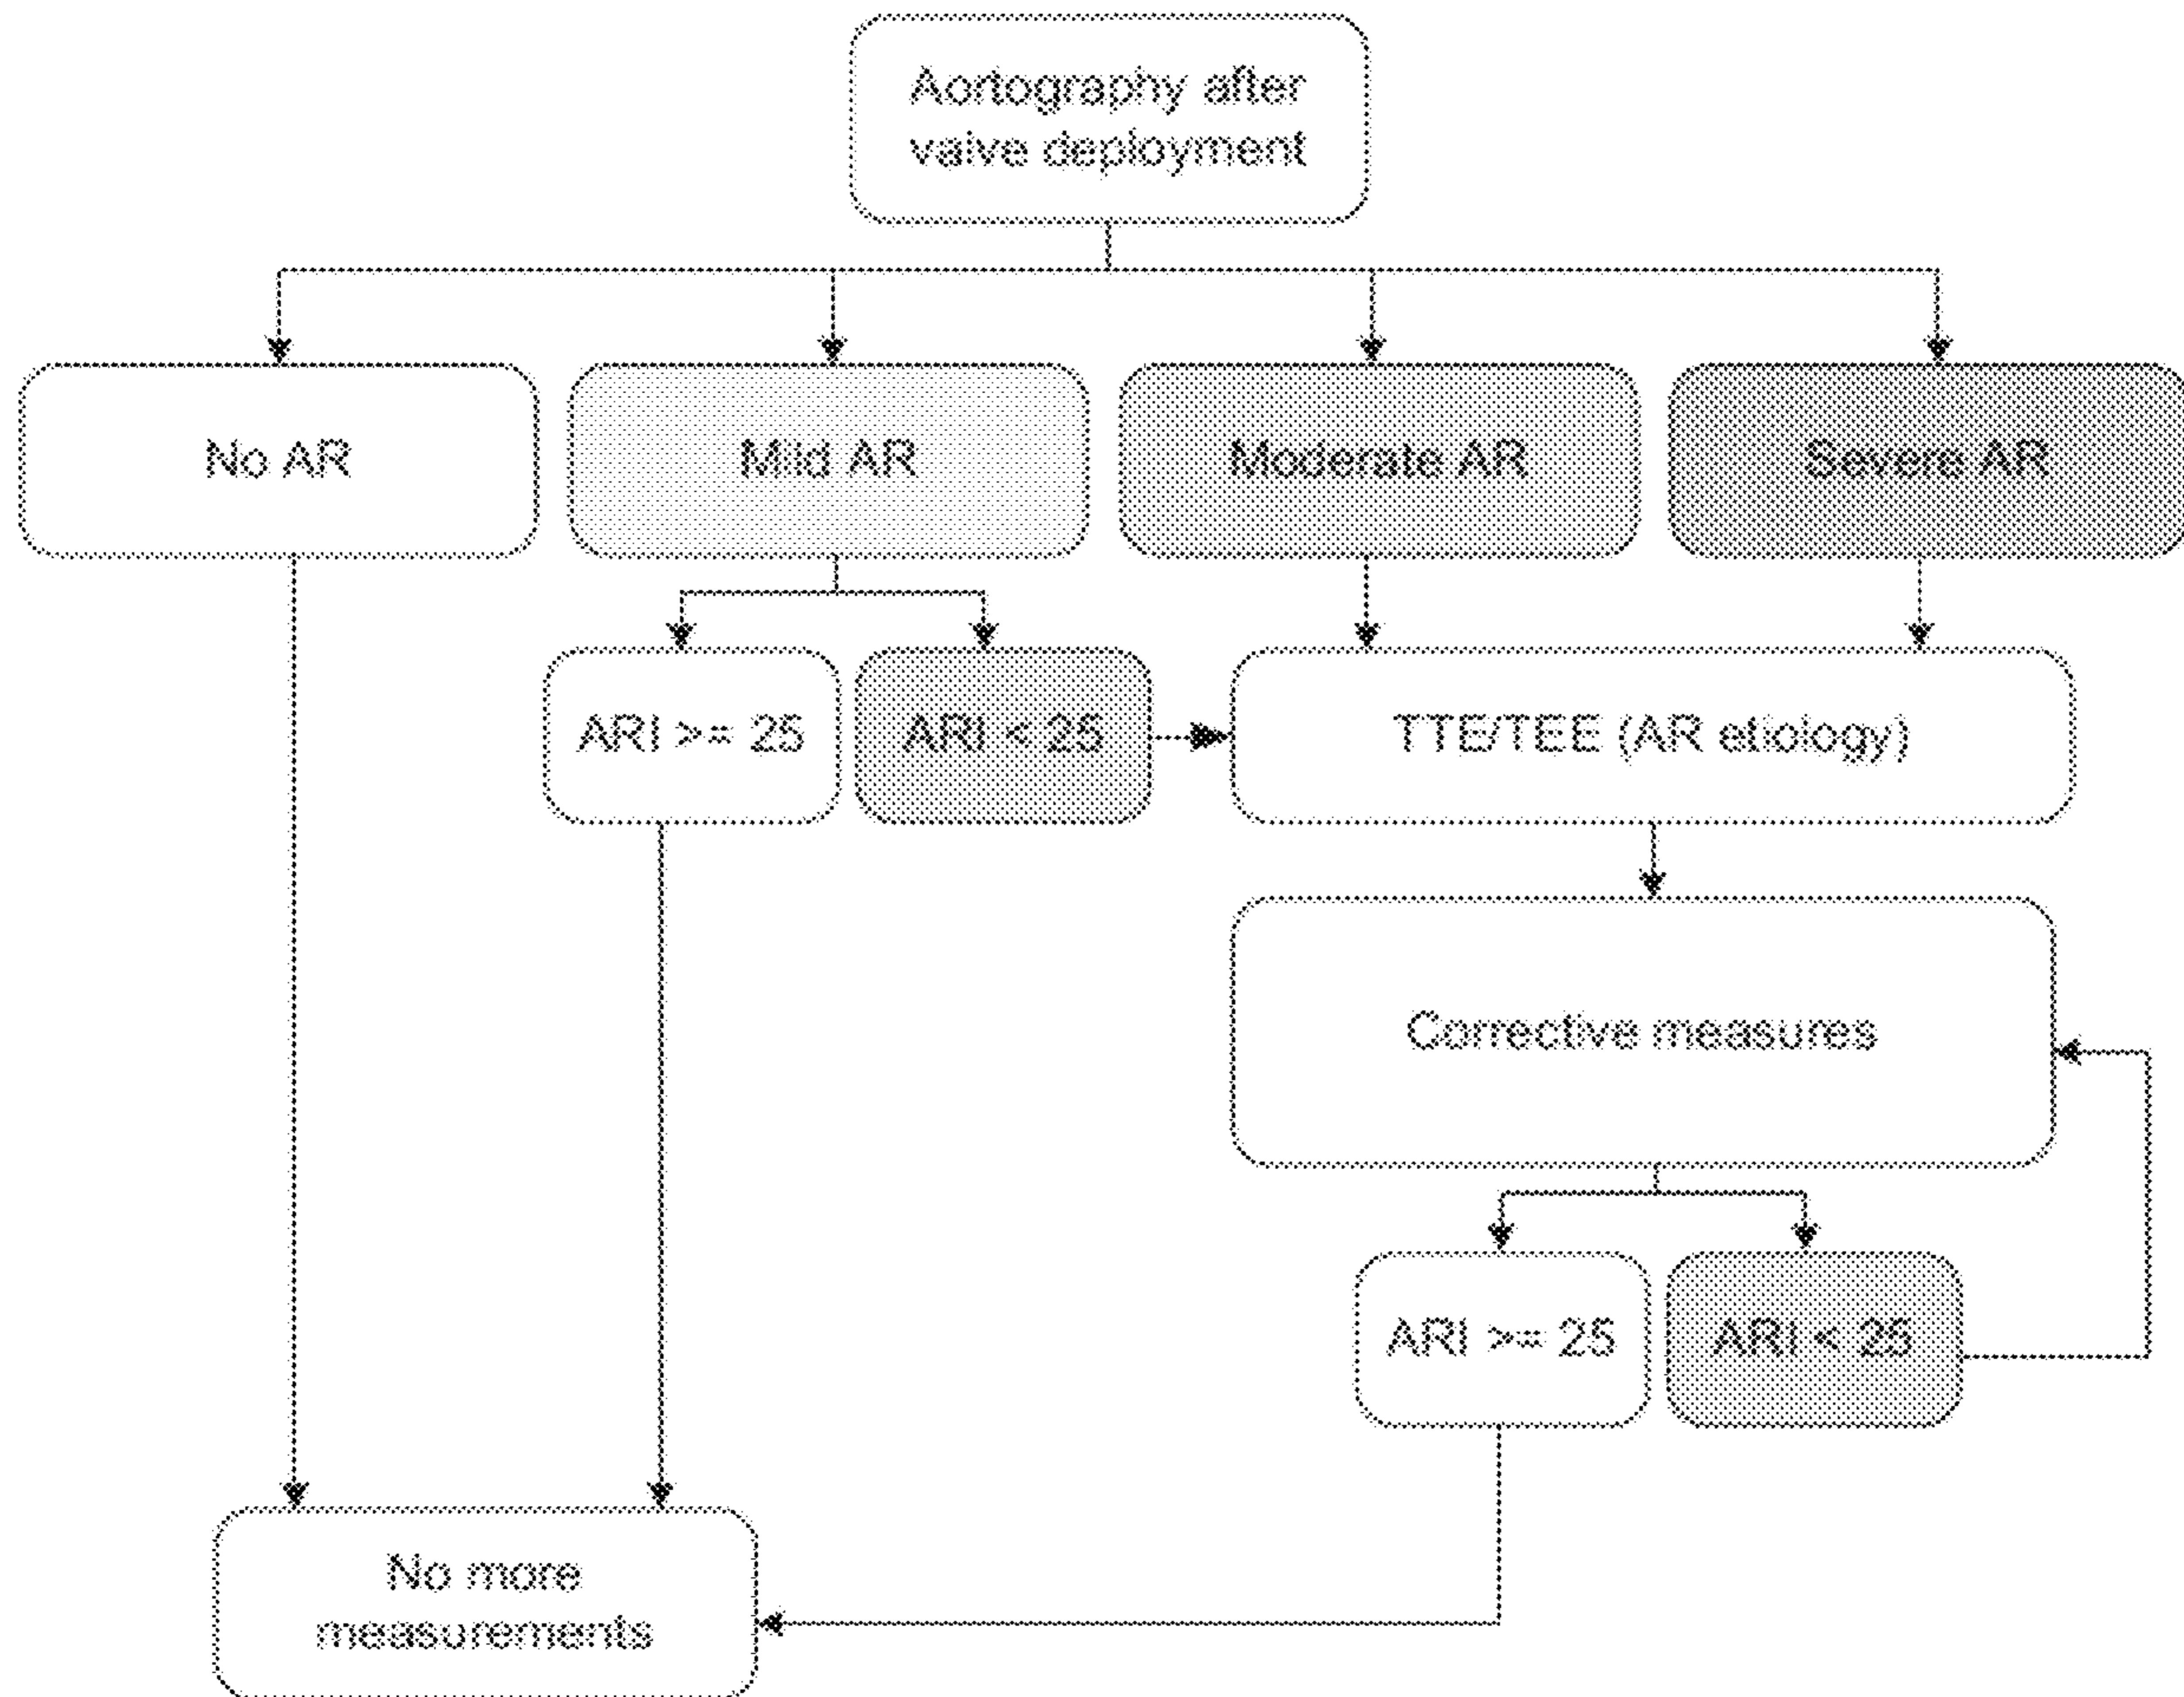 Aortography after
valve deployment
No AR
Mild AR
Moderate AR
Severe AR
ARI >= 25
ARI < 25
TTE/TEE (AR etiology)
Corrective measures
ARI >= 25
ARI < 25
No more
measurements